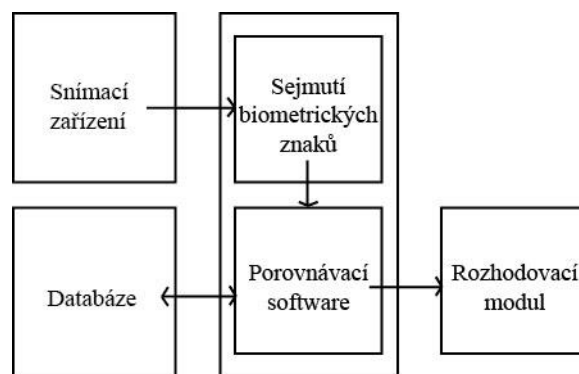 Snímací
zařízení
Sejmutí
biometrických
znaků
Databáze
Porovnávací
software
Rozhodovací
modul